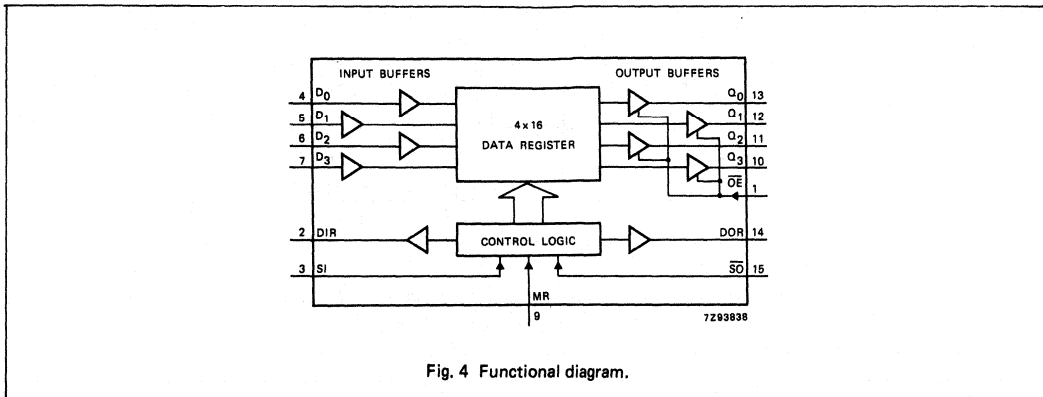 INPUT BUFFERS OUTPUT BUFFERS
4 D0 Q0 13
5 D1 Q1 12
6 D2 Q2 11
7 D3 Q3 10
4x16
DATA REGISTER
OE 1
2 DIR CONTROL LOGIC DOR 14
3 SI SO 15
MR
9
7Z93838
Fig. 4 Functional diagram.